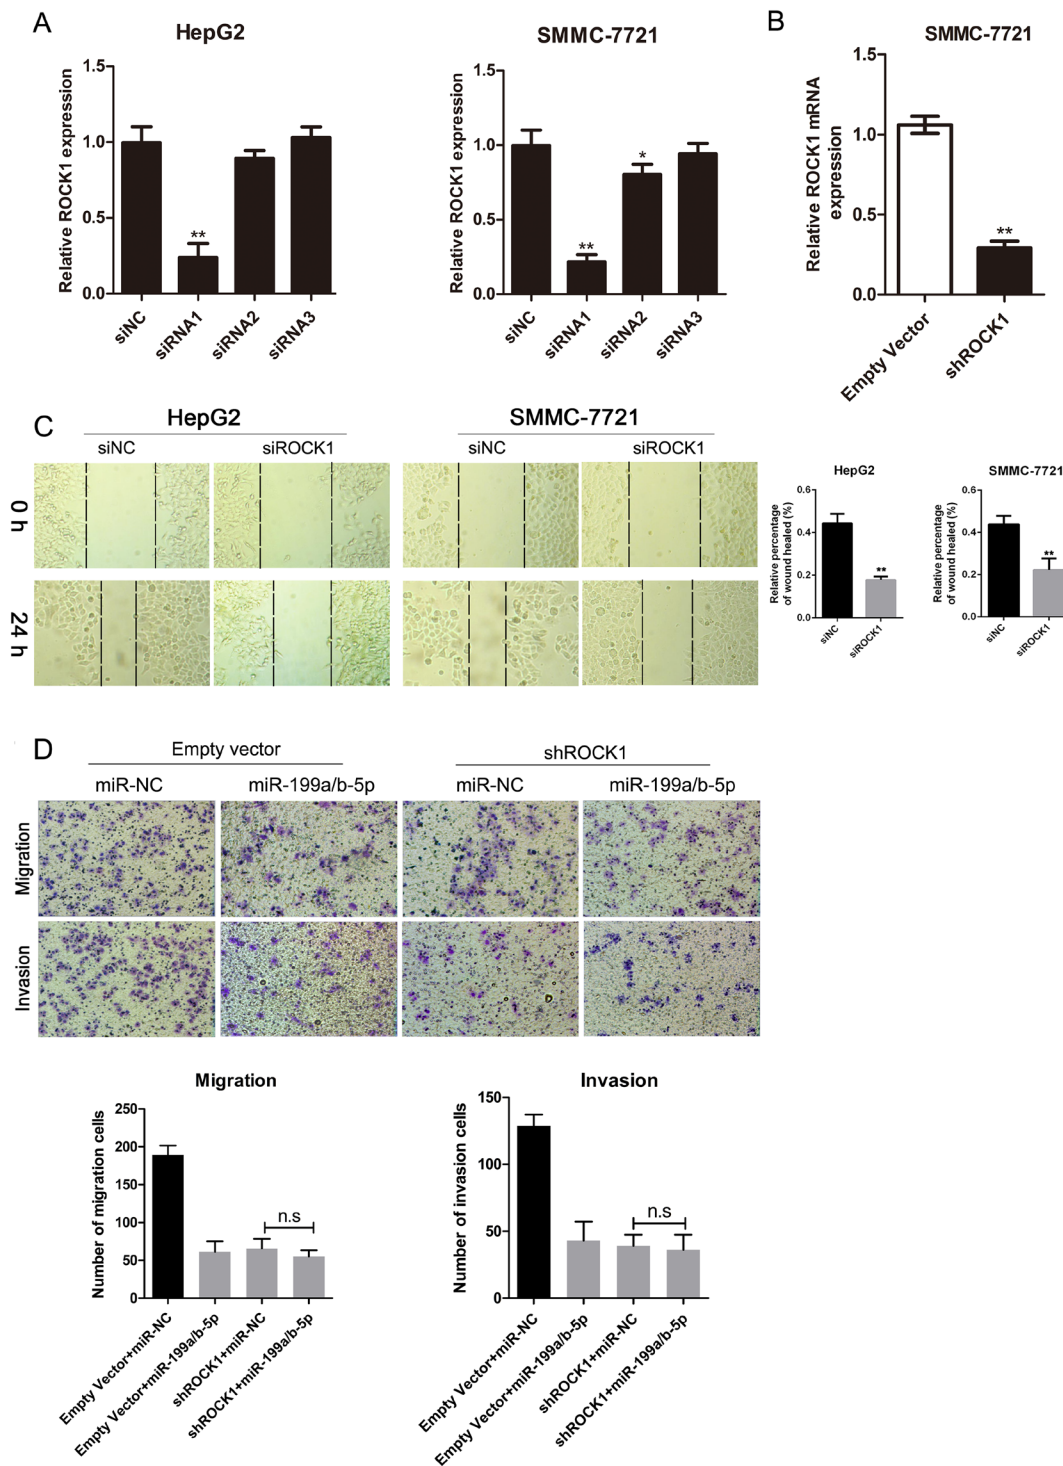 A
HepG2
Relative ROCK1 expression
1.5
1.0
0.5
0.0
**
siNC
siRNA1
siRNA2
siRNA3
SMMC-7721
Relative ROCK1 expression
1.5
1.0
0.5
0.0
**
*
siNC
siRNA1
siRNA2
siRNA3
B
SMMC-7721
Relative ROCK1 mRNA
expression
1.5
1.0
0.5
0.0
**
Empty Vector
shROCK1
C
HepG2
SMMC-7721
siNC
siROCK1
siNC
siROCK1
0 h
24 h
HepG2
Relative percentage
of wound healed (%)
0.6
0.4
0.2
0.0
**
siNC
siROCK1
SMMC-7721
Relative percentage
of wound healed (%)
0.6
0.4
0.2
0.0
**
siNC
siROCK1
D
Empty vector
shROCK1
miR-NC
miR-199a/b-5p
miR-NC
miR-199a/b-5p
Migration
Invasion
Migration
Number of migration cells
250
200
150
100
50
0
n.s
Empty Vector+miR-NC
Empty Vector+miR-199a/b-5p
shROCK1+miR-NC
shROCK1+miR-199a/b-5p
Invasion
Number of invasion cells
150
100
50
0
n.s
Empty Vector+miR-NC
Empty Vector+miR-199a/b-5p
shROCK1+miR-NC
shROCK1+miR-199a/b-5p